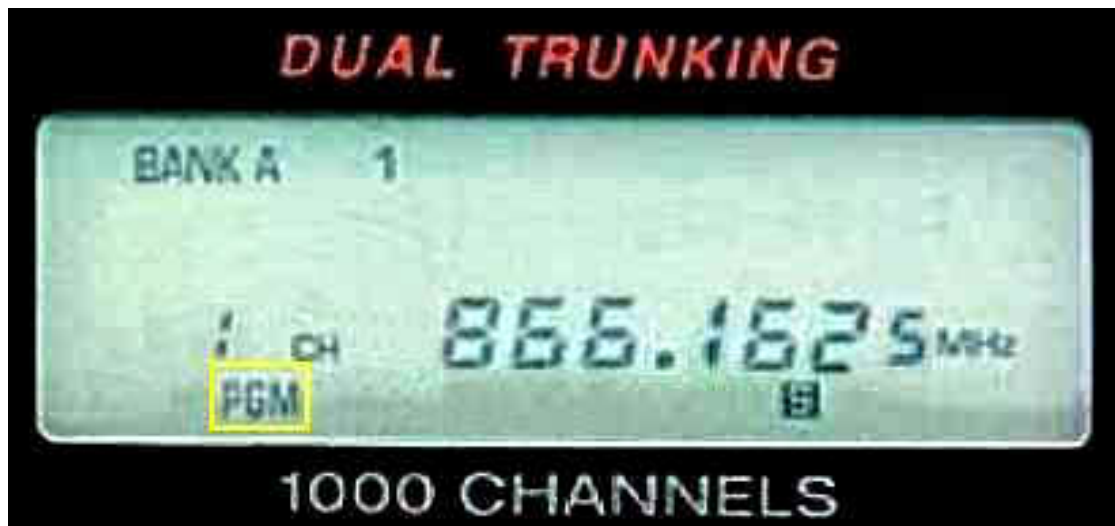 DUAL TRUNKING
BANK A 1
1 CH 866.1625 MHz
PGM S
1000 CHANNELS